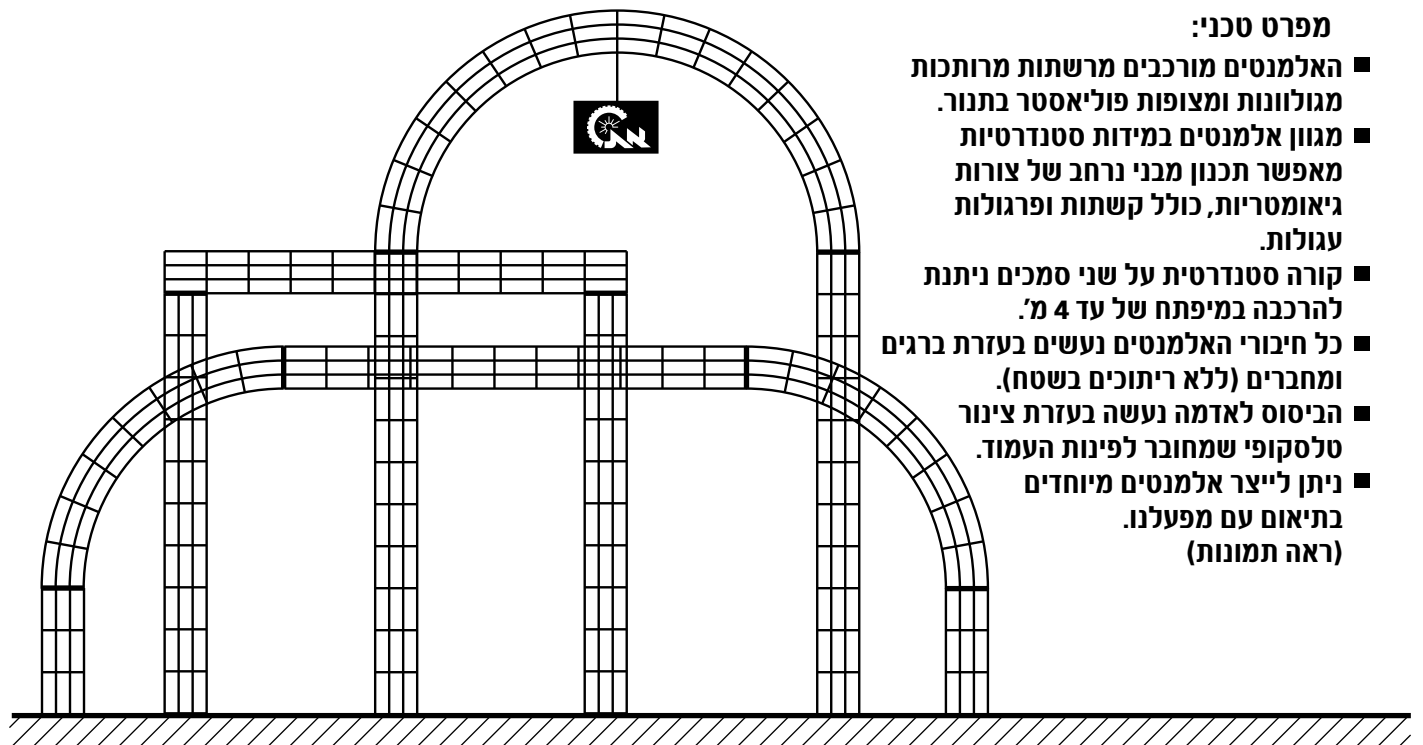 מפרט טכני:
■ האלמנטים מורכבים מרשתות מרותכות
מגולוונות ומצופות פוליאסטר בתנור.
■ מגוון אלמנטים במידות סטנדרטיות
מאפשר תכנון מבני נרחב של צורות
גיאומטריות, כולל קשתות ופרגולות
עגולות.
■ קורה סטנדרטית על שני סמכים ניתנת
להרכבה במיפתח של עד 4 מ'.
■ כל חיבורי האלמנטים נעשים בעזרת ברגים
ומחברים (ללא ריתוכים בשטח).
■ הביסוס לאדמה נעשה בעזרת צינור
טלסקופי שמחובר לפינות העמוד.
■ ניתן לייצר אלמנטים מיוחדים
בתיאום עם מפעלנו.
(ראה תמונות)